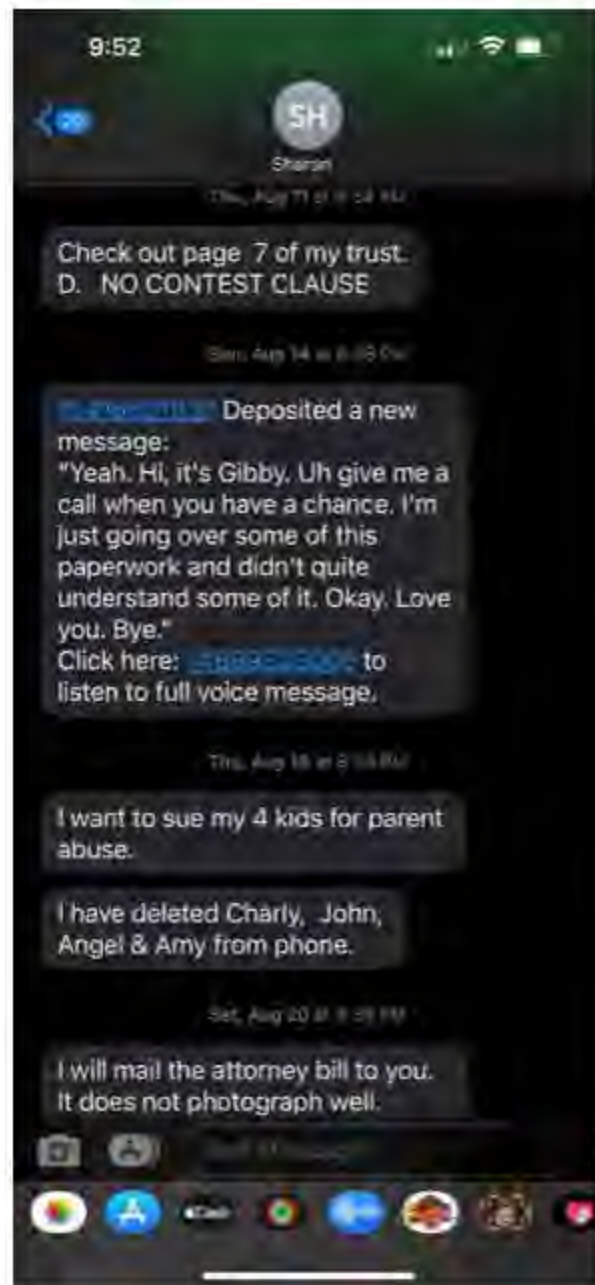 9:52
SH
Sharon
Check out page 7 of my trust.
D. NO CONTEST CLAUSE
Deposited a new
message:
"Yeah. Hi, it's Gibby. Uh give me a
call when you have a chance. I'm
just going over some of this
paperwork and didn't quite
understand some of it. Okay. Love
you. Bye."
Click here: to
listen to full voice message.
I want to sue my 4 kids for parent
abuse.
I have deleted Charly, John,
Angel & Amy from phone.
I will mail the attorney bill to you.
It does not photograph well.